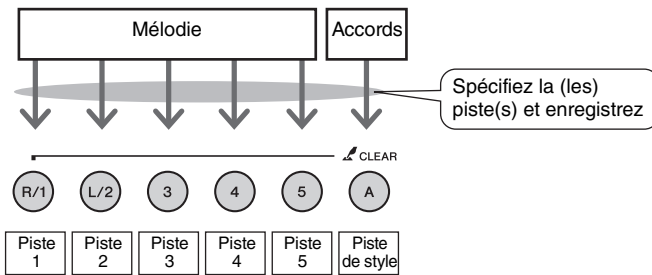 Mélodie
Accords
Spécifiez la (les)
piste(s) et enregistrez
CLEAR
R/1
L/2
3
4
5
A
Piste
1
Piste
2
Piste
3
Piste
4
Piste
5
Piste
de style